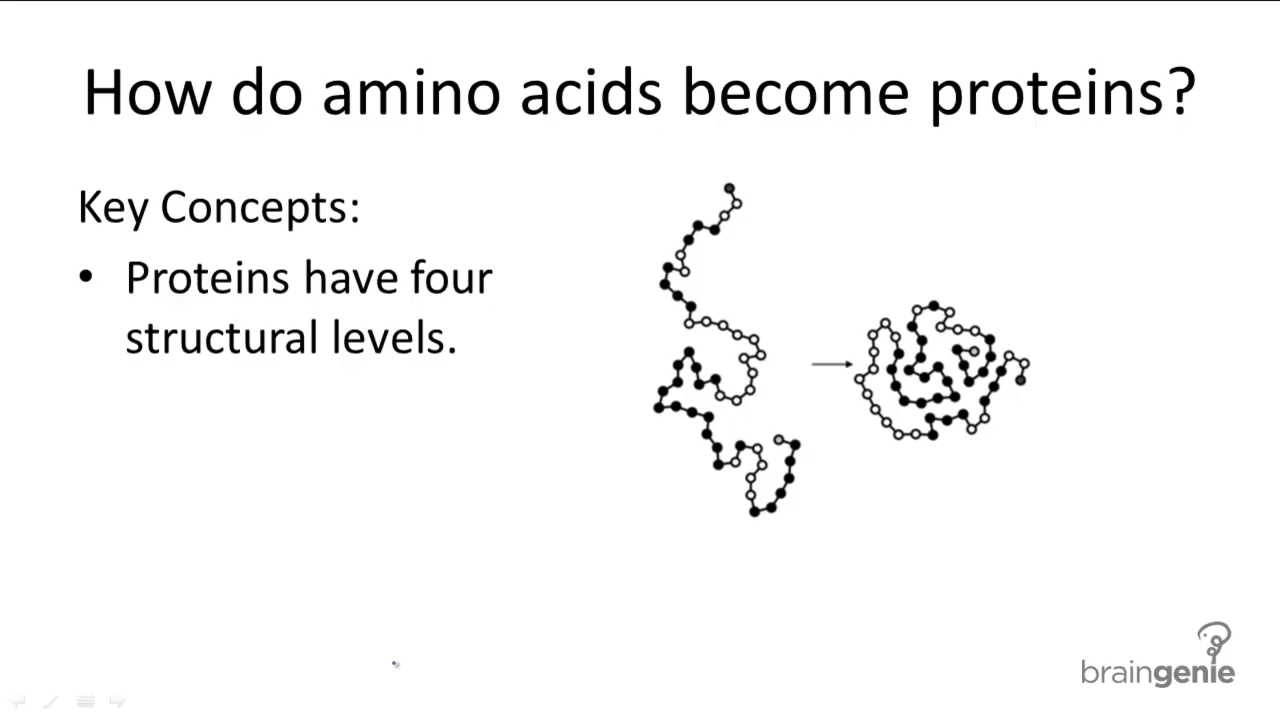 How do amino acids become proteins?
Key Concepts:
• Proteins have four
structural levels.
braingenie